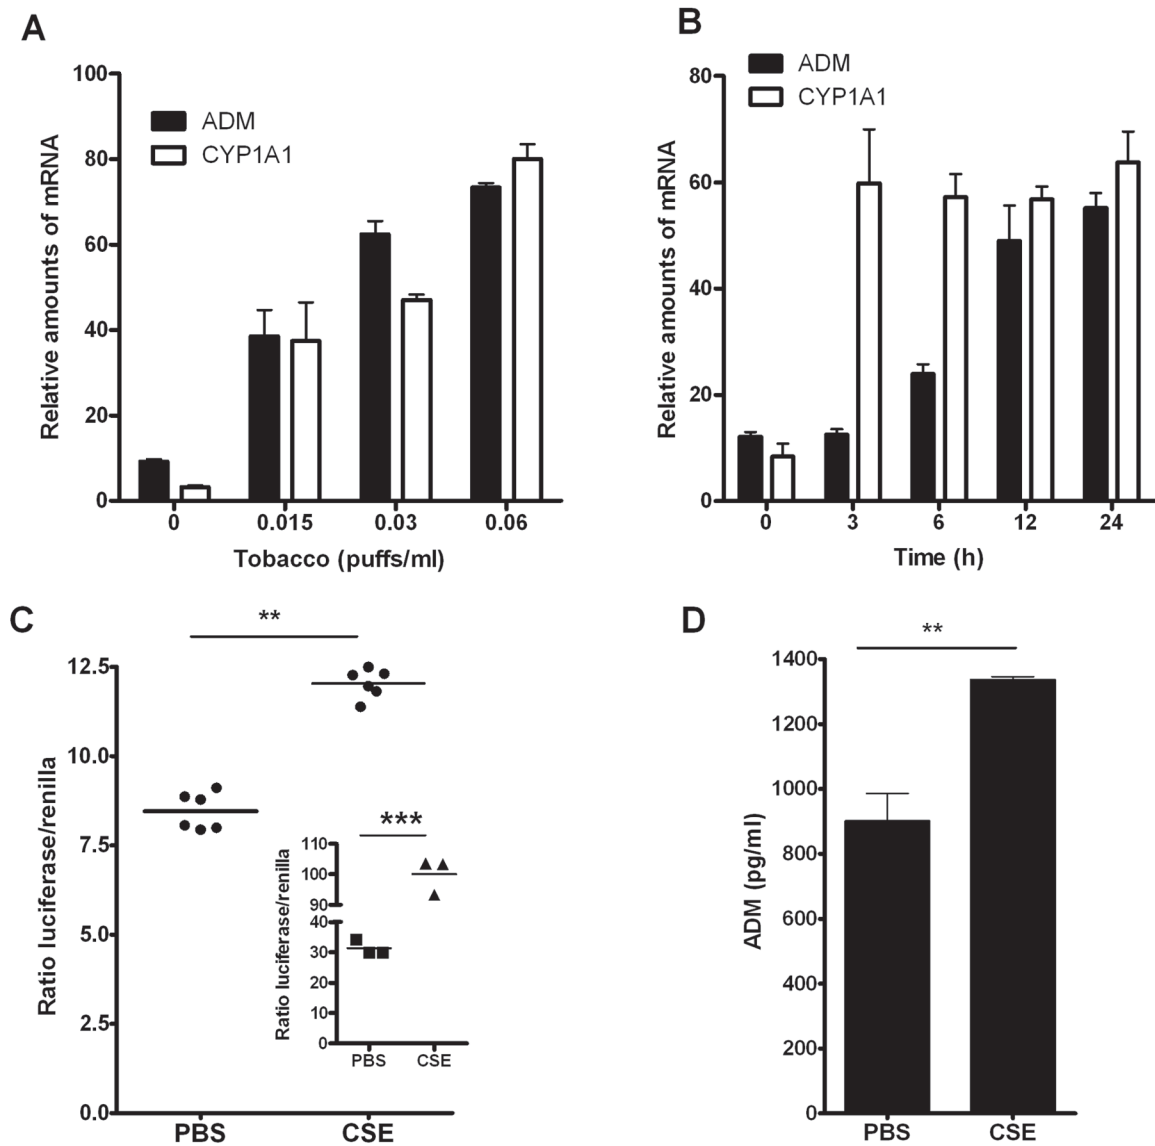 A
Relative amounts of mRNA
100
80
60
40
20
0
ADM
CYP1A1
0 0.015 0.03 0.06
Tobacco (puffs/ml)
B
Relative amounts of mRNA
80
60
40
20
0
ADM
CYP1A1
0 3 6 12 24
Time (h)
C
**
Ratio luciferase/renilla
12.5
10.0
7.5
5.0
2.5
0.0
PBS CSE
***
Ratio luciferase/renilla
110
100
90
40
30
20
10
0
PBS CSE
D
**
ADM (pg/ml)
1400
1200
1000
800
600
400
200
0
PBS CSE